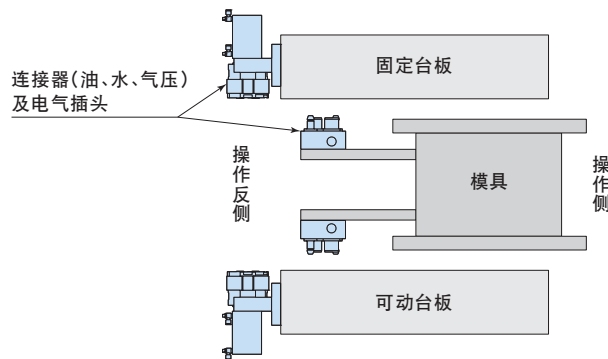 固定台板
连接器(油、水、气压)
及电气插头
操作反侧
模具
操作侧
可动台板